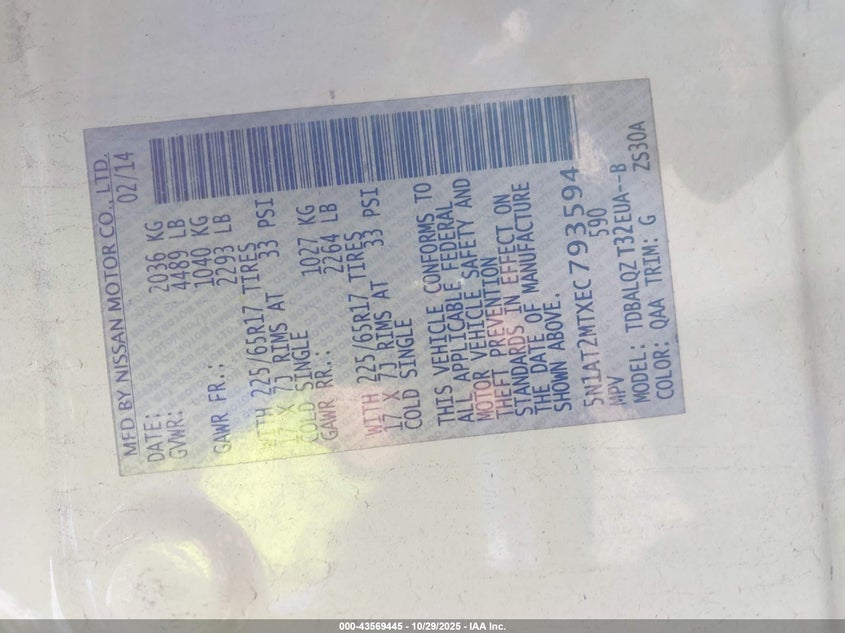 MFD BY NISSAN MOTOR CO., LTD.
DATE: 02/14
GVWR: 2036 KG
4489 LB
GAWR FR.: 1040 KG
2293 LB
WITH 225/65R17 TIRES
17 X 7J RIMS AT 33 PSI
COLD SINGLE
GAWR RR.: 1027 KG
2264 LB
WITH 225/65R17 TIRES
17 X 7J RIMS AT 33 PSI
COLD SINGLE
THIS VEHICLE CONFORMS TO
ALL APPLICABLE FEDERAL
MOTOR VEHICLE SAFETY AND
THEFT PREVENTION
STANDARDS IN EFFECT ON
THE DATE OF MANUFACTURE
SHOWN ABOVE.
5N1AT2MTXEC793594
MPV 590
MODEL: TDBALQZ T32EUA--B
COLOR: QAA TRIM: G ZS30A
000-43569445 - 10/29/2025 - IAA Inc.